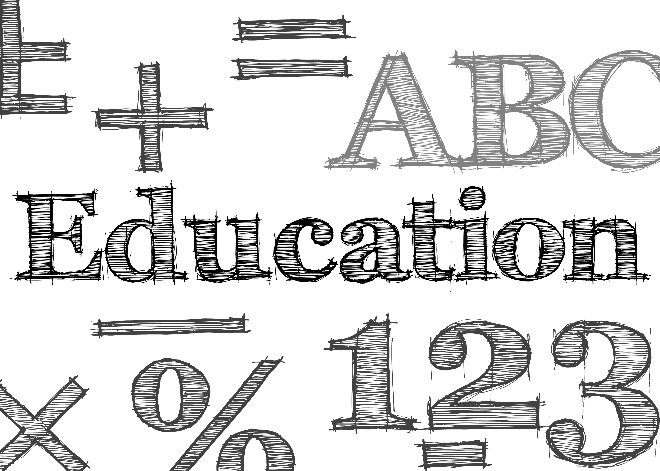 ± + = ABC
Education
− 123
× %